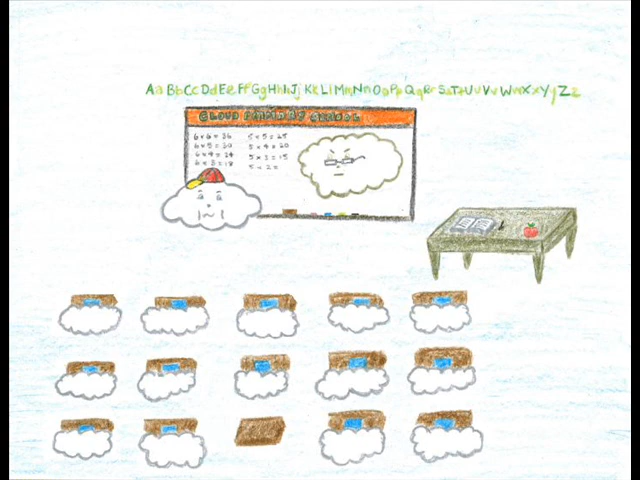 Aa Bb Cc Dd Ee Ff Gg Hh Ii Jj Kk Ll Mm Nn Oo Pp Qq Rr Ss Tt Uu Vv Ww Xx Yy Zz
CLOUD SCHOOL
6 x 6 = 36 5 x 5 = 25
6 x 5 = 30 5 x 4 = 20
6 x 4 = 24 5 x 3 = 15
6 x 3 = 18 5 x 2 =